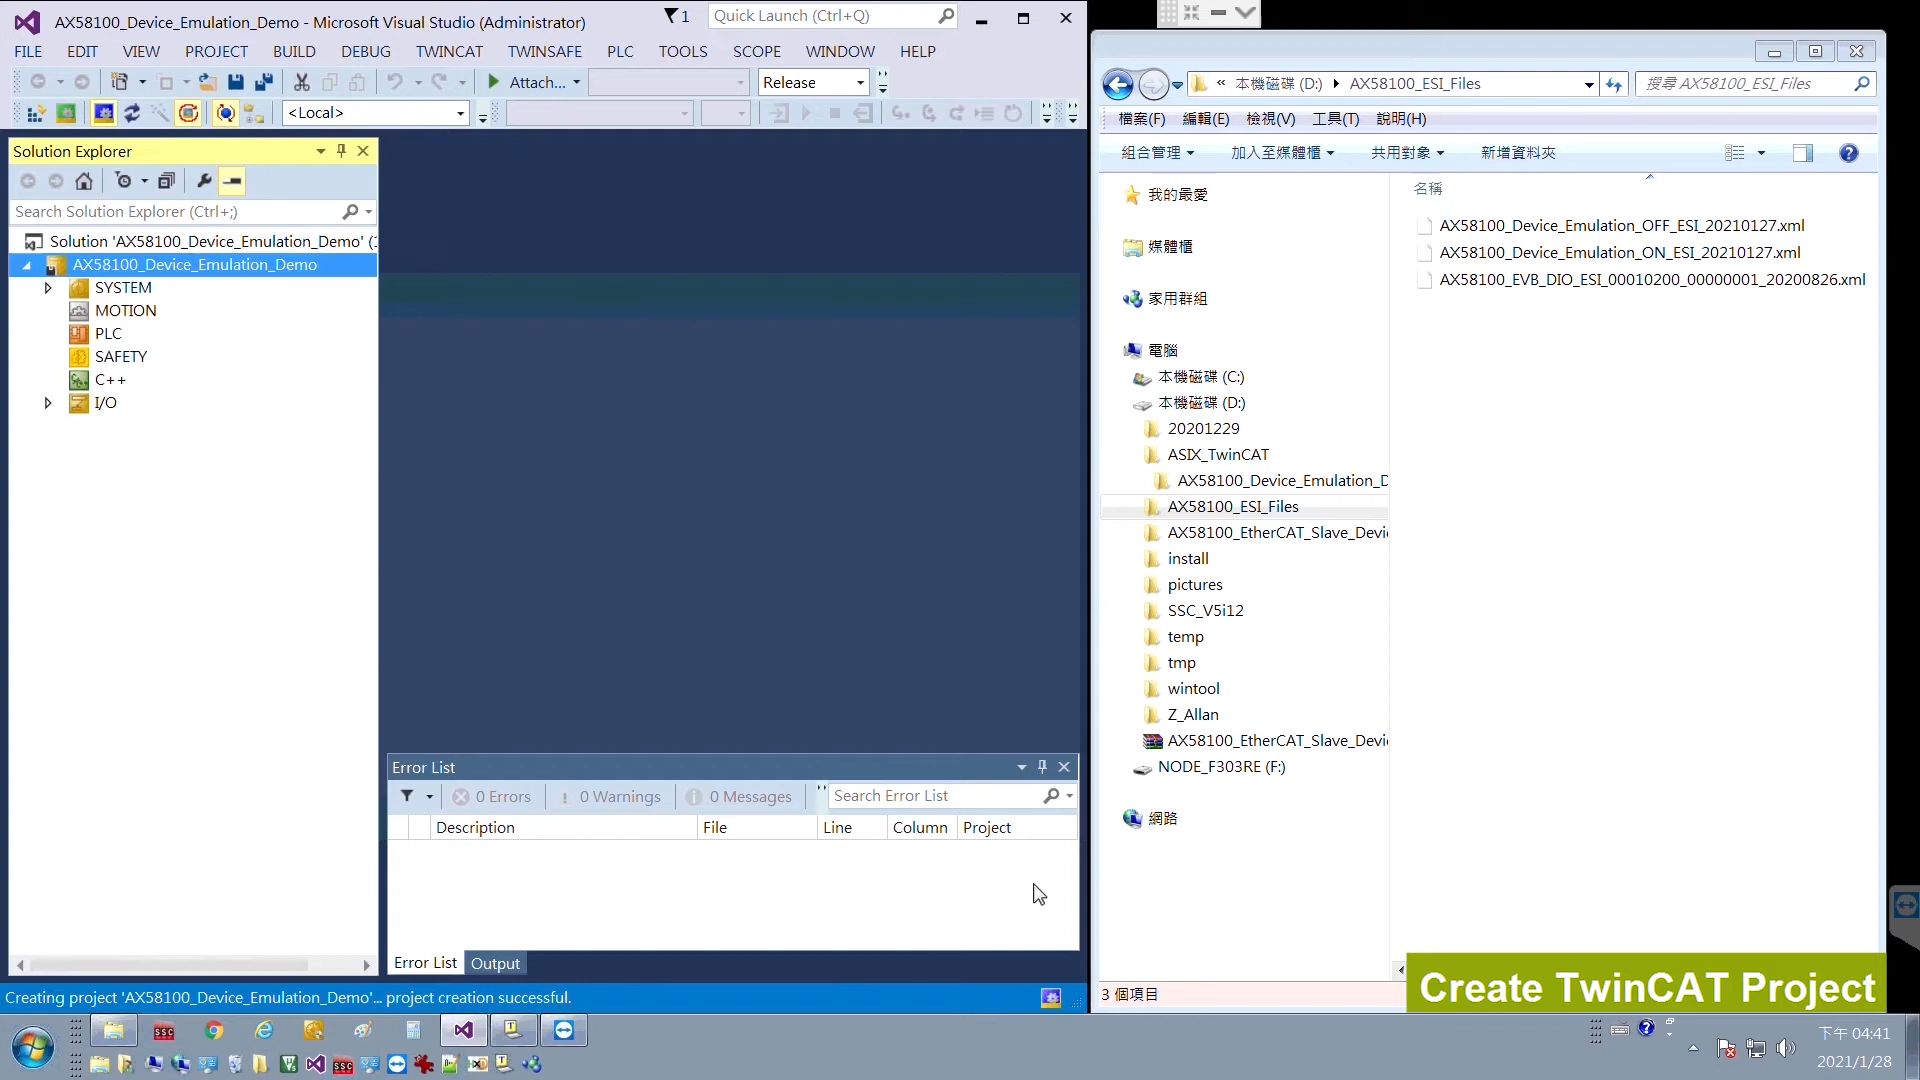 AX58100_Device_Emulation_Demo - Microsoft Visual Studio (Administrator)
1
Quick Launch (Ctrl+Q)
FILE EDIT VIEW PROJECT BUILD DEBUG TWINCAT TWINSAFE PLC TOOLS SCOPE WINDOW HELP
Attach...
Release
<Local>
Solution Explorer
Search Solution Explorer (Ctrl+;)
Solution 'AX58100_Device_Emulation_Demo' (
AX58100_Device_Emulation_Demo
SYSTEM
MOTION
PLC
SAFETY
C++
I/O
Error List
0 Errors
0 Warnings
0 Messages
Search Error List
Description File Line Column Project
Error List Output
Creating project 'AX58100_Device_Emulation_Demo'... project creation successful.
« 本機磁碟 (D:) AX58100_ESI_Files
搜尋 AX58100_ESI_Files
檔案(F) 編輯(E) 檢視(V) 工具(T) 說明(H)
組合管理 加入至媒體櫃 共用對象 新增資料夾
我的最愛
媒體櫃
家用群組
電腦
本機磁碟 (C:)
本機磁碟 (D:)
20201229
ASIX_TwinCAT
AX58100_Device_Emulation_D
AX58100_ESI_Files
AX58100_EtherCAT_Slave_Devi
install
pictures
SSC_V5i12
temp
tmp
wintool
Z_Allan
AX58100_EtherCAT_Slave_Devi
NODE_F303RE (F:)
網路
名稱
AX58100_Device_Emulation_OFF_ESI_20210127.xml
AX58100_Device_Emulation_ON_ESI_20210127.xml
AX58100_EVB_DIO_ESI_00010200_00000001_20200826.xml
3 個項目
Create TwinCAT Project
SSC
SSC
下午 04:41
2021/1/28